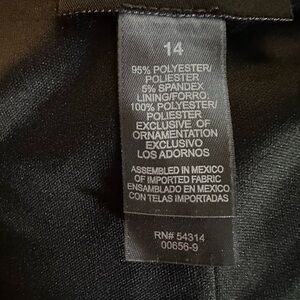 14
95% POLYESTER/
POLIESTER
5% SPANDEX
LINING/FORRO:
100% POLYESTER/
POLIESTER
EXCLUSIVE OF
ORNAMENTATION
EXCLUSIVO
LOS ADORNOS
ASSEMBLED IN MEXICO
OF IMPORTED FABRIC
ENSAMBLADO EN MEXICO
CON TELAS IMPORTADAS
RN# 54314
00656-9